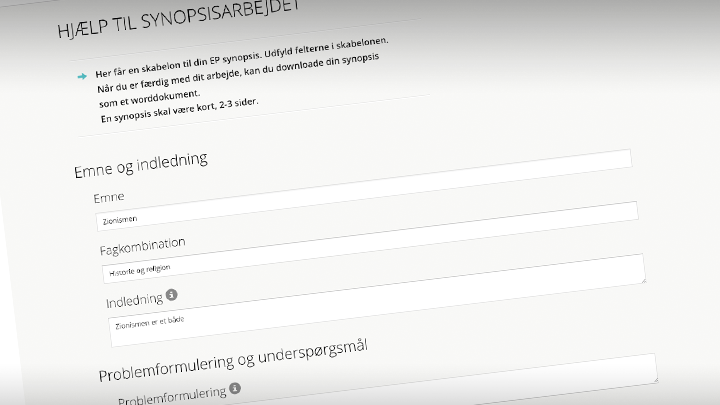 HJÆLP TIL SYNOPSISARBEJDET
Her får en skabelon til din EP synopsis. Udfyld felterne i skabelonen.
Når du er færdig med dit arbejde, kan du downloade din synopsis
som et worddokument.
En synopsis skal være kort, 2-3 sider.
Emne og indledning
Emne
Zionismen
Fagkombination
Historie og religion
Indledning
Zionismen er et både
Problemformulering og underspørgsmål
Problemformulering